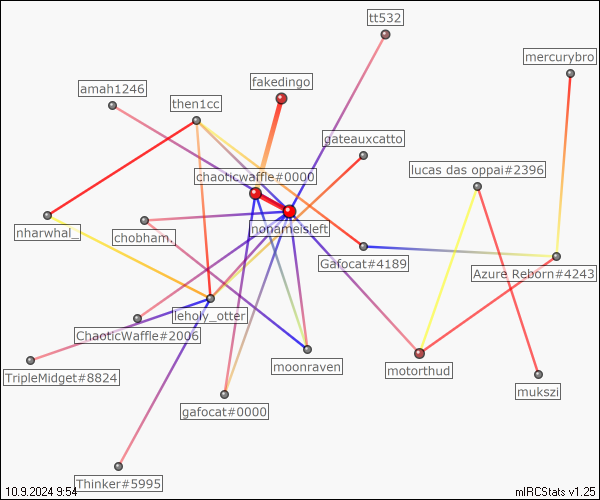 tt532
mercurybro
fakedingo
amah1246
then1cc
gateauxcatto
lucas das oppai#2396
chaoticwaffle#0000
nharwhal_
chobham.
nonameisleft
Gafocat#4189
Azure Reborn#4243
leholy_otter
ChaoticWaffle#2006
TripleMidget#8824
moonraven
motorthud
mukszi
gafocat#0000
Thinker#5995
10.9.2024 9:54
mIRCStats v1.25